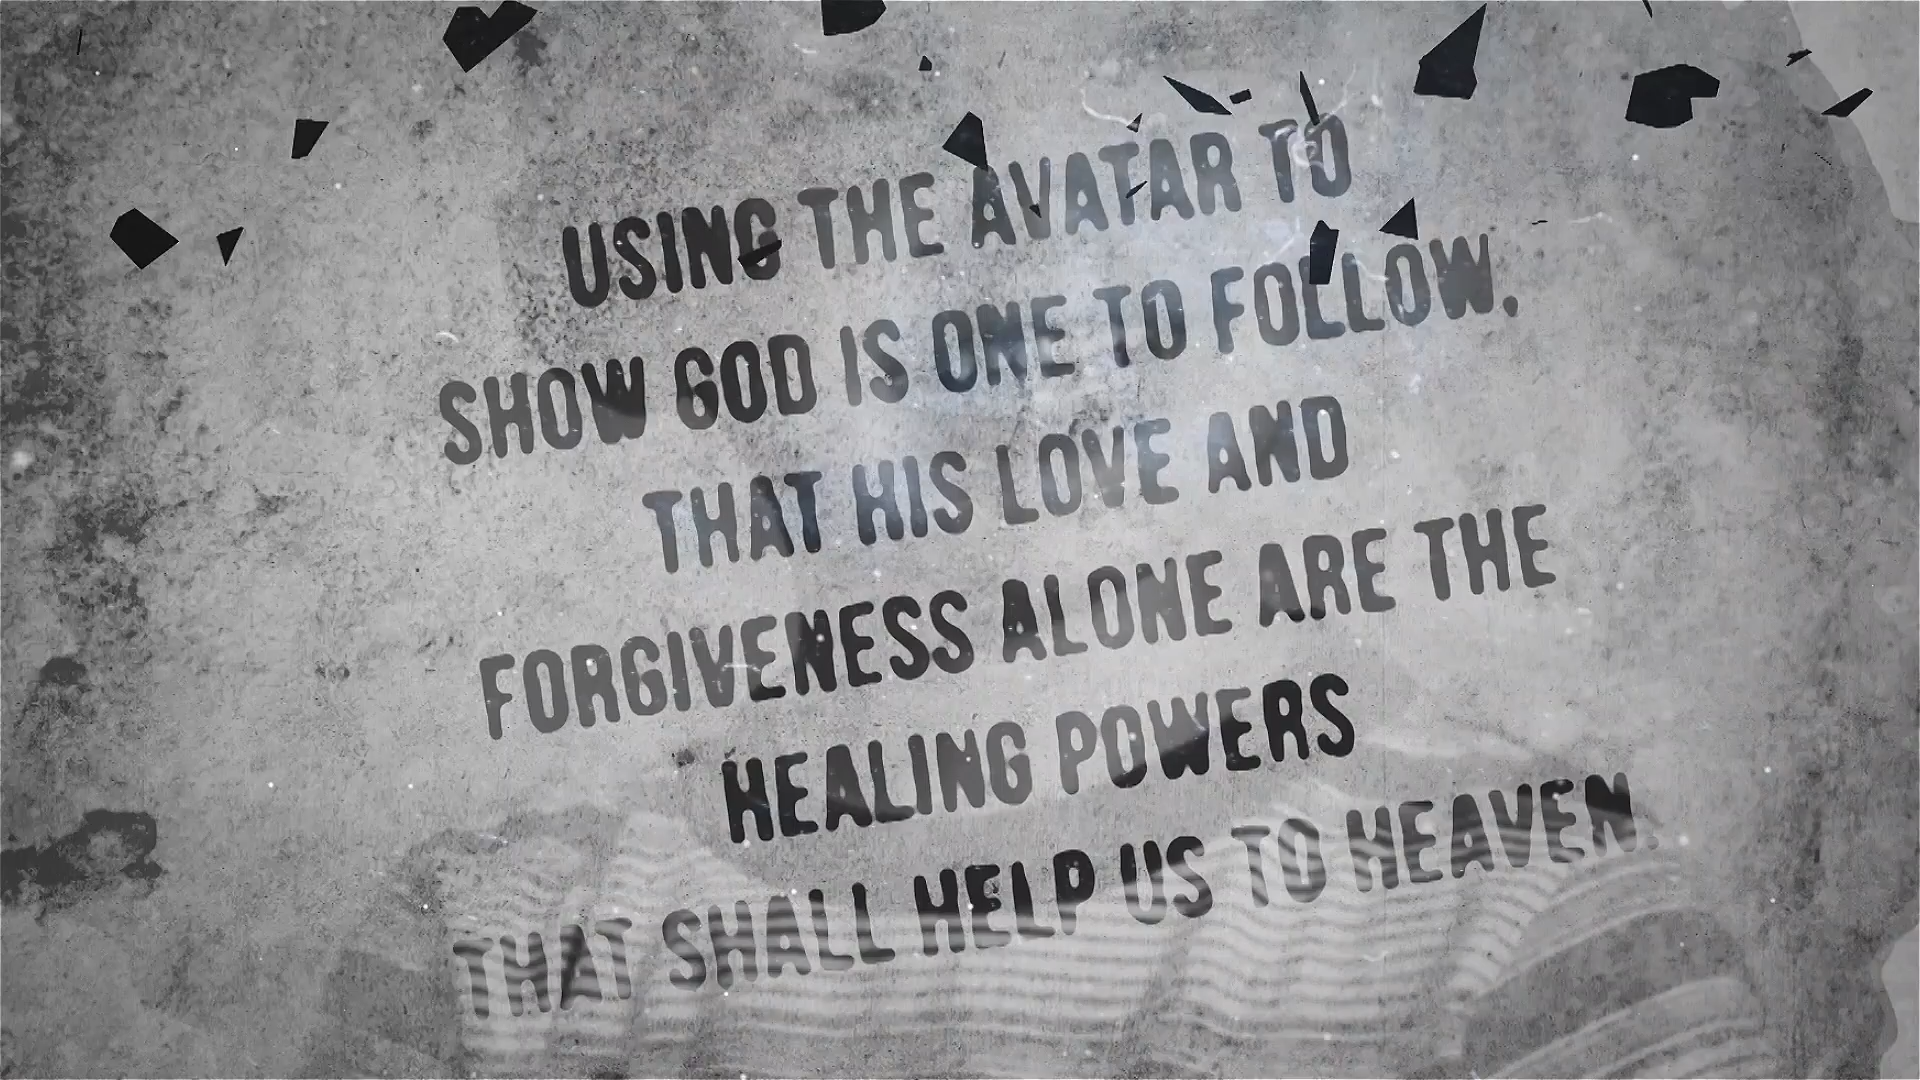 USING THE AVATAR TO
SHOW GOD IS ONE TO FOLLOW,
THAT HIS LOVE AND
FORGIVENESS ALONE ARE THE
HEALING POWERS
THAT SHALL HELP US TO HEAVEN.